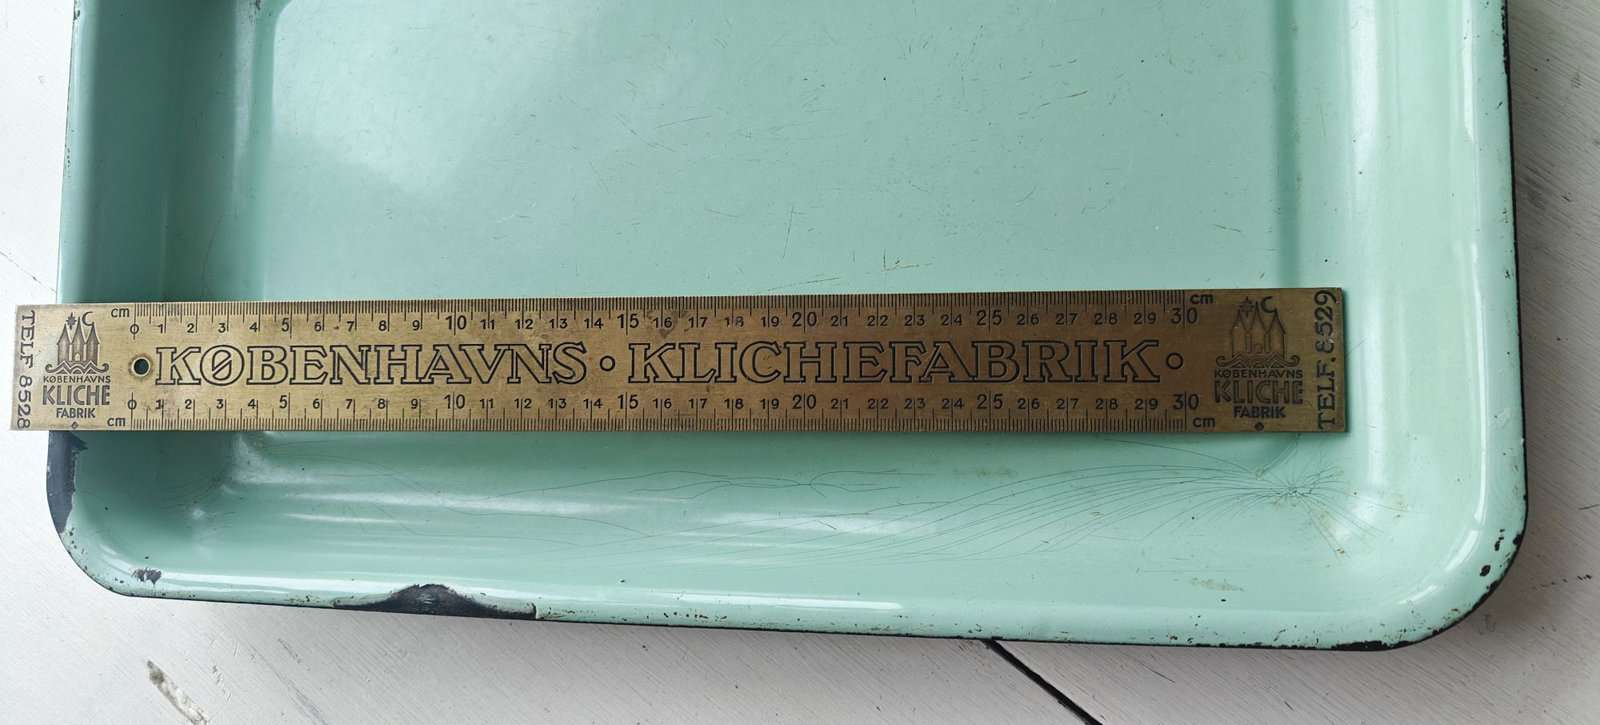 TELF. 8528
KØBENHAVNS
KLICHE
FABRIK
cm 0 1 2 3 4 5 6 7 8 9 10 11 12 13 14 15 16 17 18 19 20 21 22 23 24 25 26 27 28 29 30 cm
KØBENHAVNS · KLICHEFABRIK ·
cm 0 1 2 3 4 5 6 7 8 9 10 11 12 13 14 15 16 17 18 19 20 21 22 23 24 25 26 27 28 29 30 cm
KØBENHAVNS
KLICHE
FABRIK
TELF. 8529